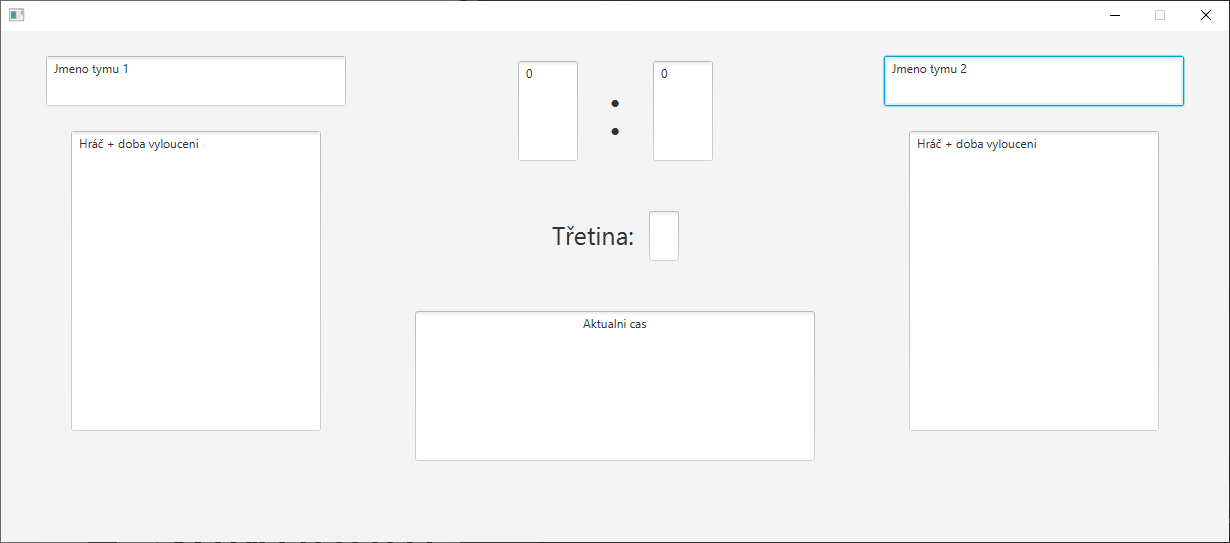 Jmeno tymu 1
0
0
Jmeno tymu 2
Hráč + doba vylouceni
Hráč + doba vylouceni
Třetina:
Aktualni cas